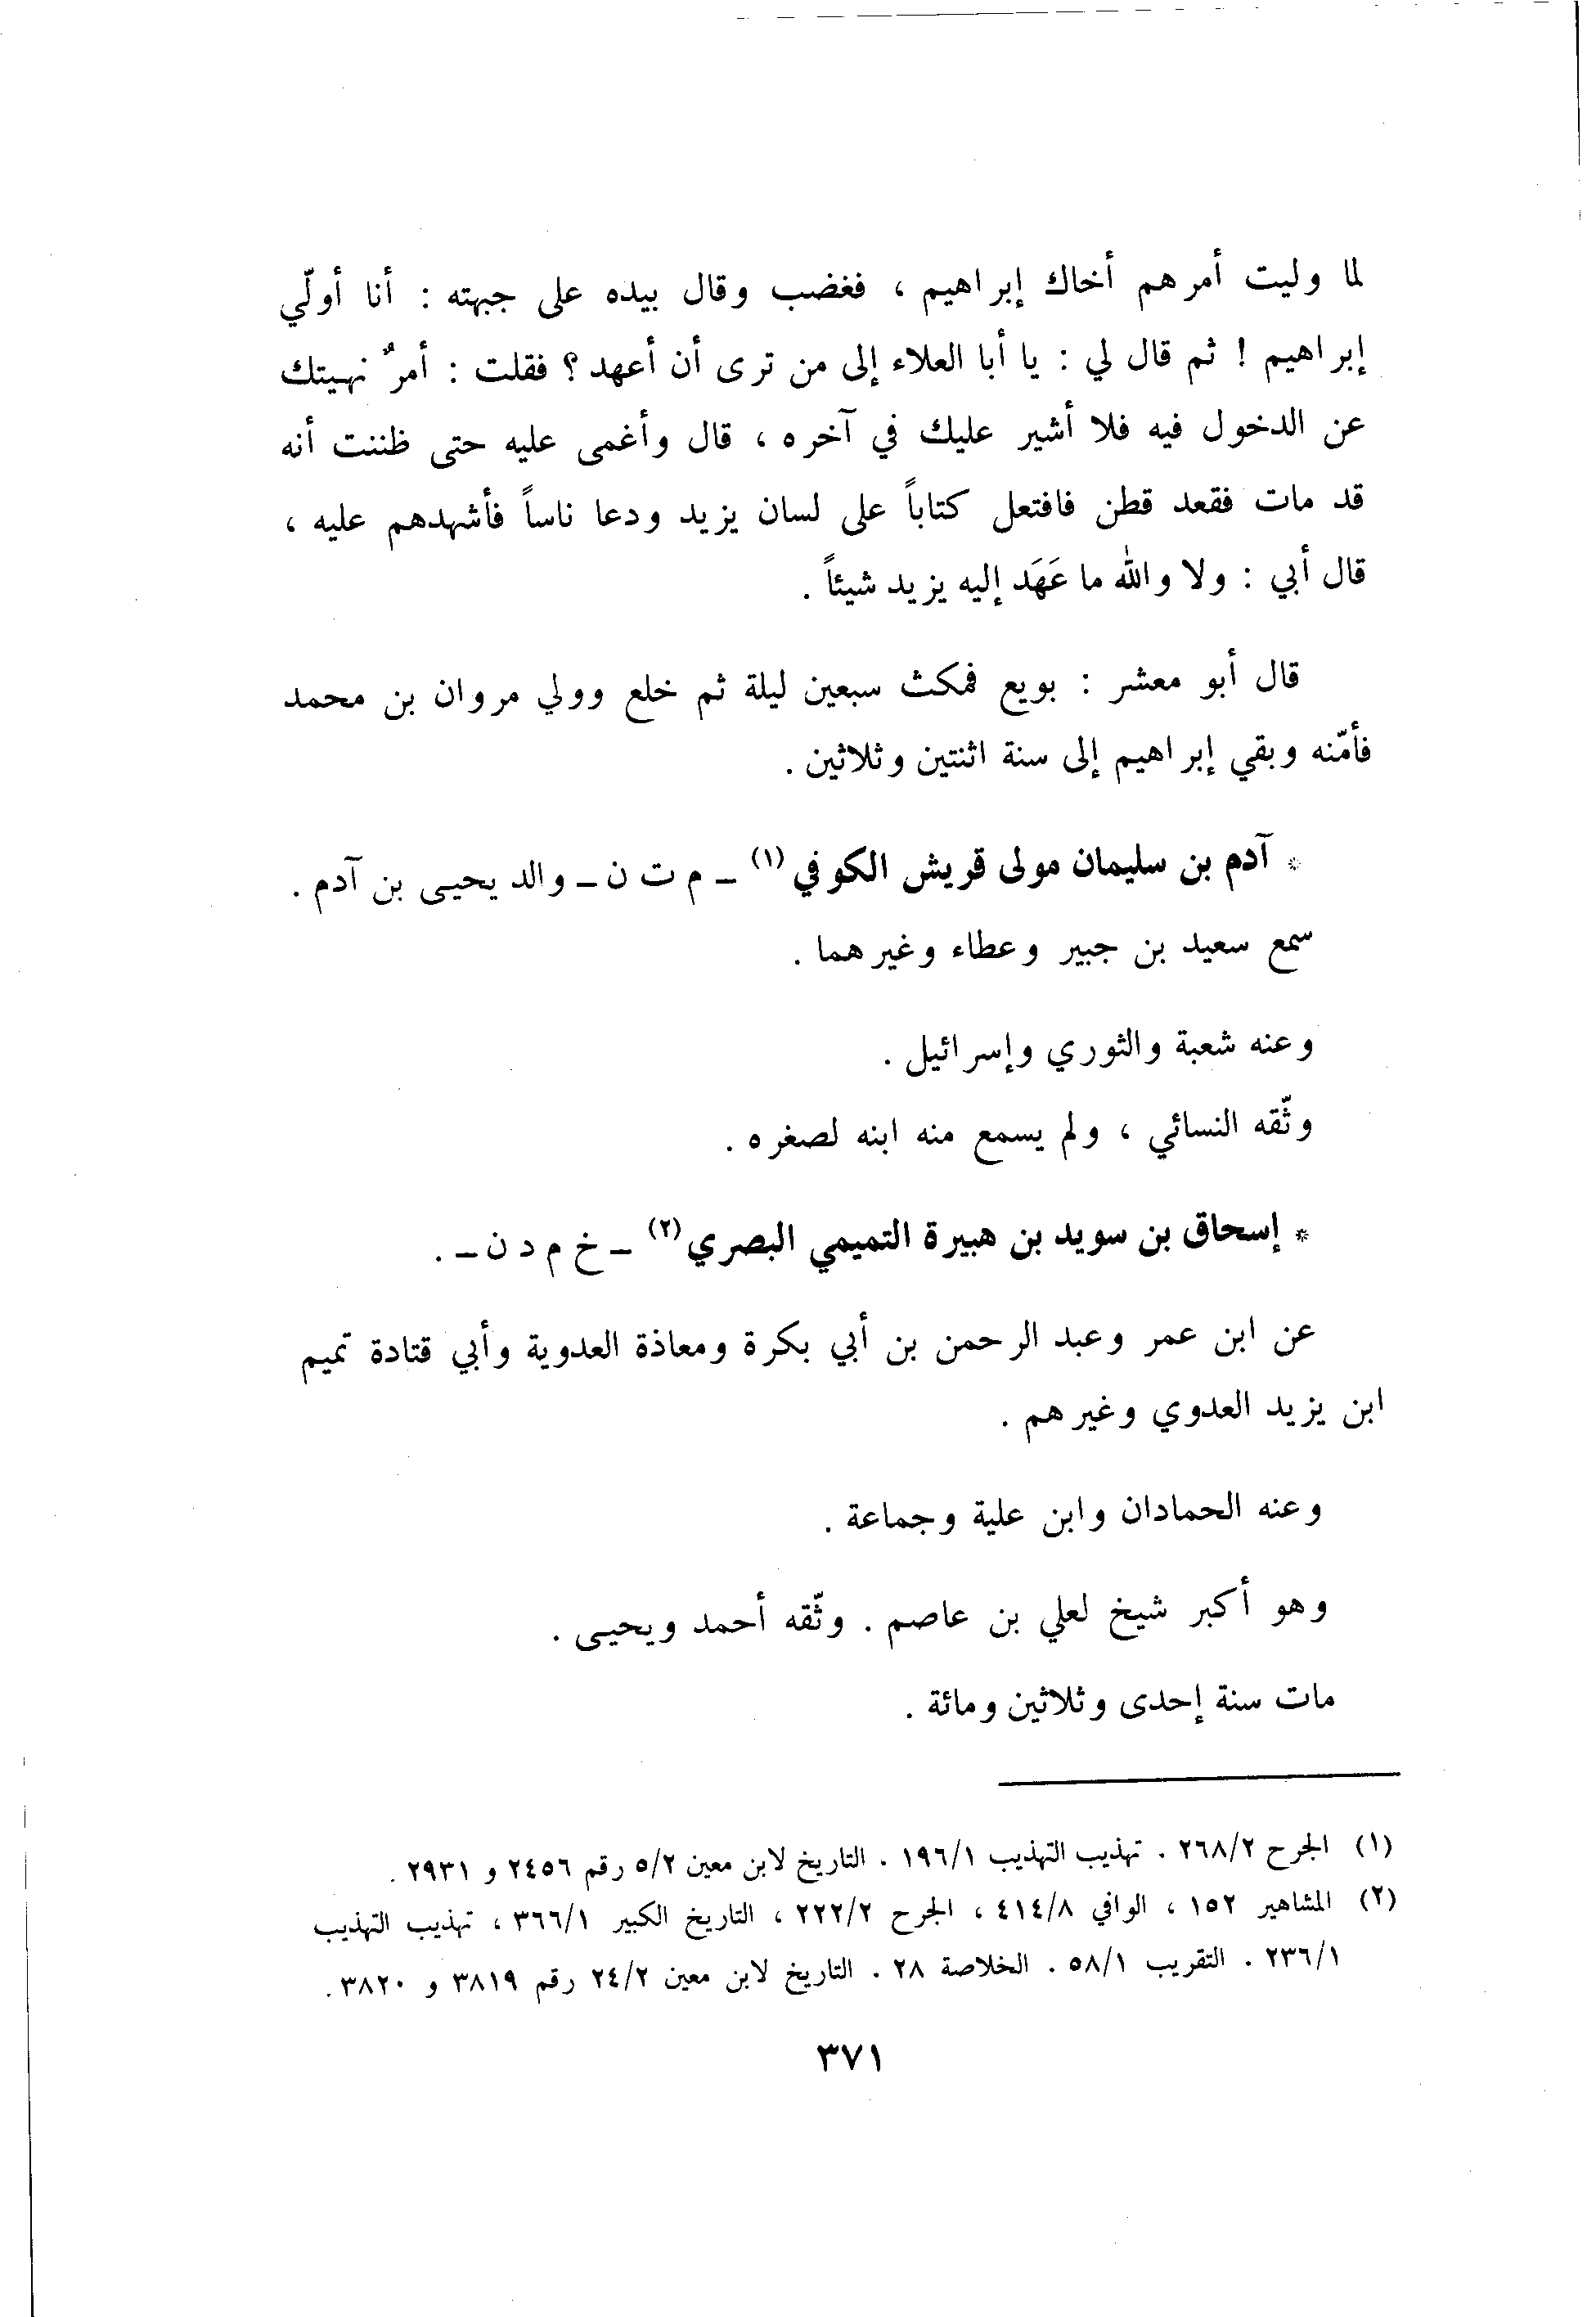 لما وليت أمرهم أخاك إبراهيم ، فغضب وقال بيده على جبهته : أنا أولّي
إبراهيم ! ثم قال لي : يا أبا العلاء إلى من ترى أن أعهد ؟ فقلت : أمرٌ نهيتك
عن الدخول فيه فلا أشير عليك في آخره ، قال وأغمى عليه حتى ظننت أنه
قد مات فقعد قطن فافتعل كتاباً على لسان يزيد ودعا ناساً فأشهدهم عليه ،
قال أبي : ولا والله ما عَهَد إليه يزيد شيئاً .
قال أبو معشر : بويع فمكث سبعين ليلة ثم خلع وولي مروان بن محمد
فأمّنه وبقي إبراهيم إلى سنة اثنتين وثلاثين .
* آدم بن سليمان مولى قريش الكوفي (١) ـ م ت ن ـ والد يحيى بن آدم .
سمع سعيد بن جبير وعطاء وغيرهما .
وعنه شعبة والثوري وإسرائيل .
وثّقه النسائي ، ولم يسمع منه ابنه لصغره .
* إسحاق بن سويد بن هبيرة التميمي البصري (٢) ـ خ م د ن ـ .
عن ابن عمر وعبد الرحمن بن أبي بكرة ومعاذة العدوية وأبي قتادة تميم
ابن يزيد العدوي وغيرهم .
وعنه الحمادان وابن علية وجماعة .
وهو أكبر شيخ لعلي بن عاصم . وثّقه أحمد ويحيى .
مات سنة إحدى وثلاثين ومائة .
(١) الجرح ٢٦٨/٢ . تهذيب التهذيب ١٩٦/١ . التاريخ لابن معين ٥/٢ رقم ٢٤٥٦ و ٢٩٣١ .
(٢) المشاهير ١٥٢ ، الوافي ٤١٤/٨ ، الجرح ٢٢٢/٢ ، التاريخ الكبير ٣٦٦/١ ، تهذيب التهذيب
٢٣٦/١ . التقريب ٥٨/١ . الخلاصة ٢٨ . التاريخ لابن معين ٢٤/٢ رقم ٣٨١٩ و ٣٨٢٠ .
٣٧١